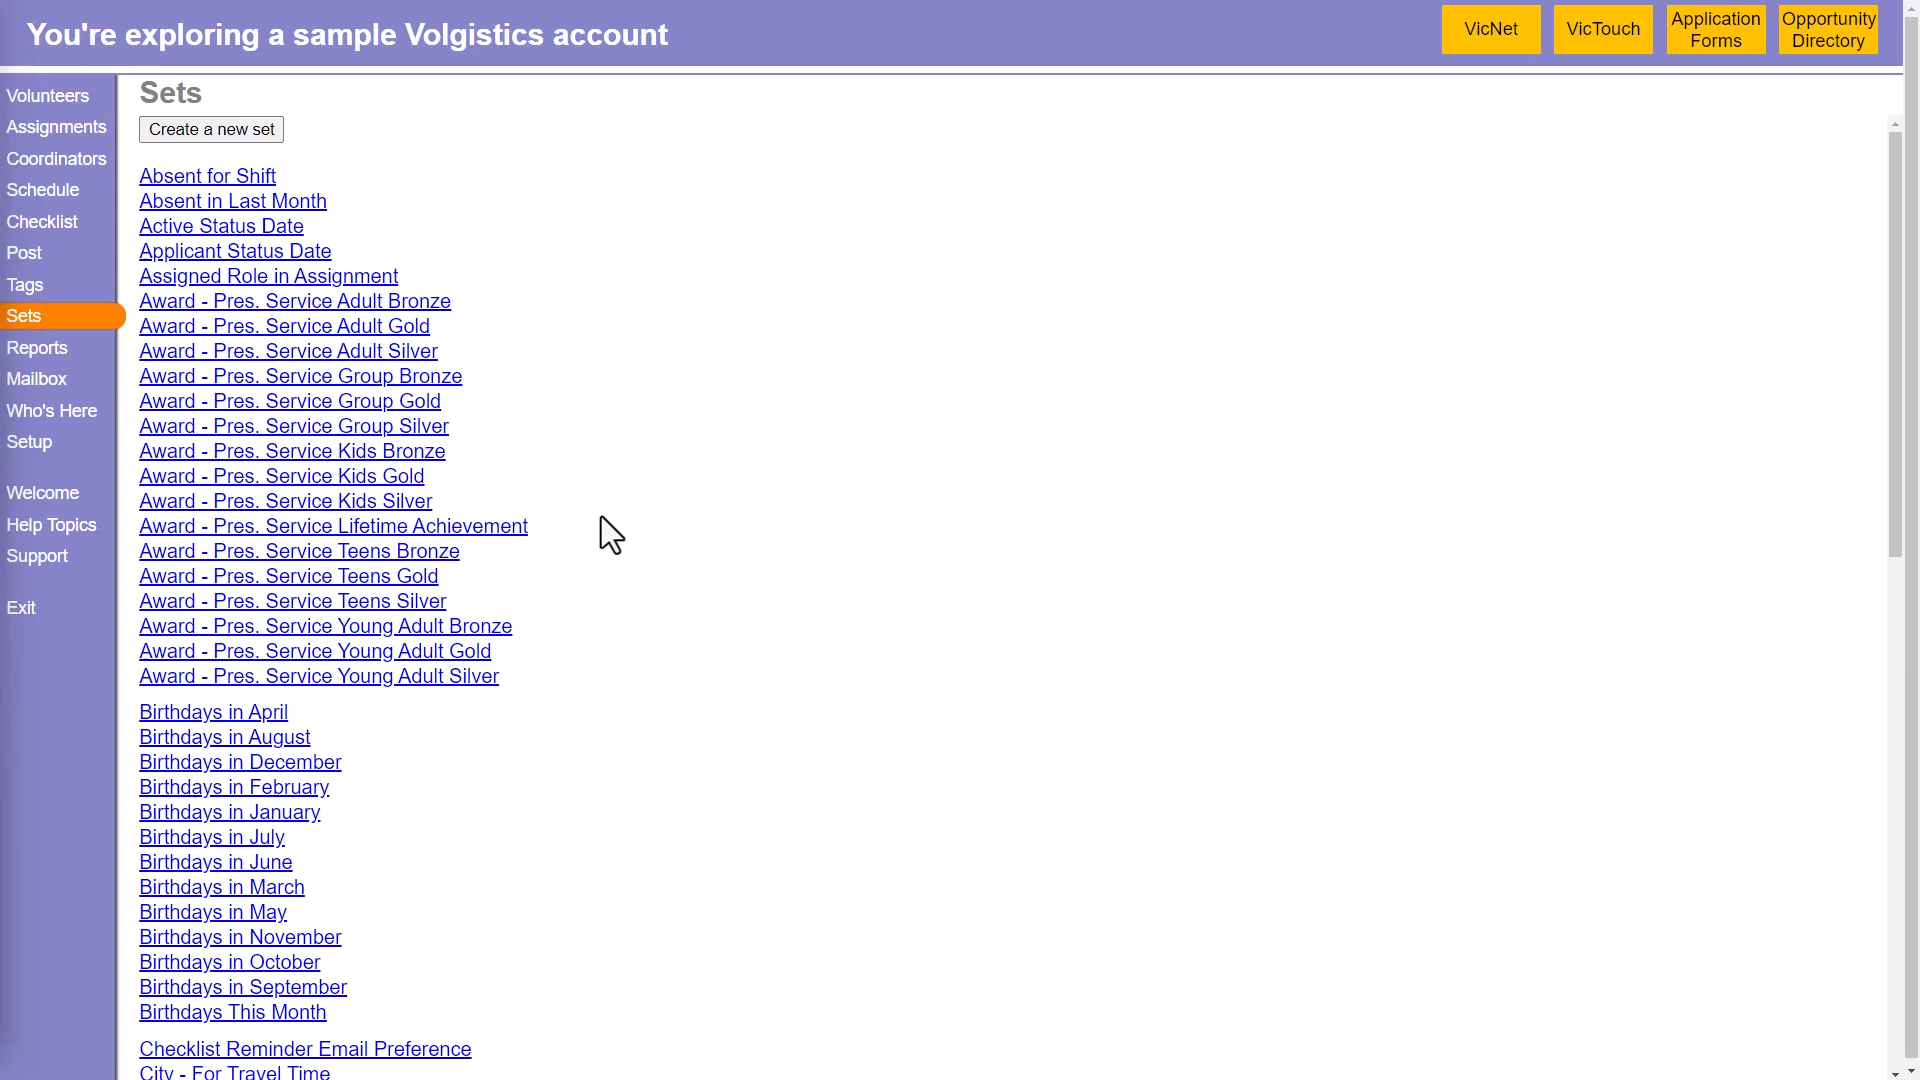 You're exploring a sample Volgistics account
VicNet
VicTouch
Application
Forms
Opportunity
Directory
Volunteers
Assignments
Coordinators
Schedule
Checklist
Post
Tags
Sets
Reports
Mailbox
Who's Here
Setup
Welcome
Help Topics
Support
Exit
Sets
Create a new set
Absent for Shift
Absent in Last Month
Active Status Date
Applicant Status Date
Assigned Role in Assignment
Award - Pres. Service Adult Bronze
Award - Pres. Service Adult Gold
Award - Pres. Service Adult Silver
Award - Pres. Service Group Bronze
Award - Pres. Service Group Gold
Award - Pres. Service Group Silver
Award - Pres. Service Kids Bronze
Award - Pres. Service Kids Gold
Award - Pres. Service Kids Silver
Award - Pres. Service Lifetime Achievement
Award - Pres. Service Teens Bronze
Award - Pres. Service Teens Gold
Award - Pres. Service Teens Silver
Award - Pres. Service Young Adult Bronze
Award - Pres. Service Young Adult Gold
Award - Pres. Service Young Adult Silver
Birthdays in April
Birthdays in August
Birthdays in December
Birthdays in February
Birthdays in January
Birthdays in July
Birthdays in June
Birthdays in March
Birthdays in May
Birthdays in November
Birthdays in October
Birthdays in September
Birthdays This Month
Checklist Reminder Email Preference
City - For Travel Time